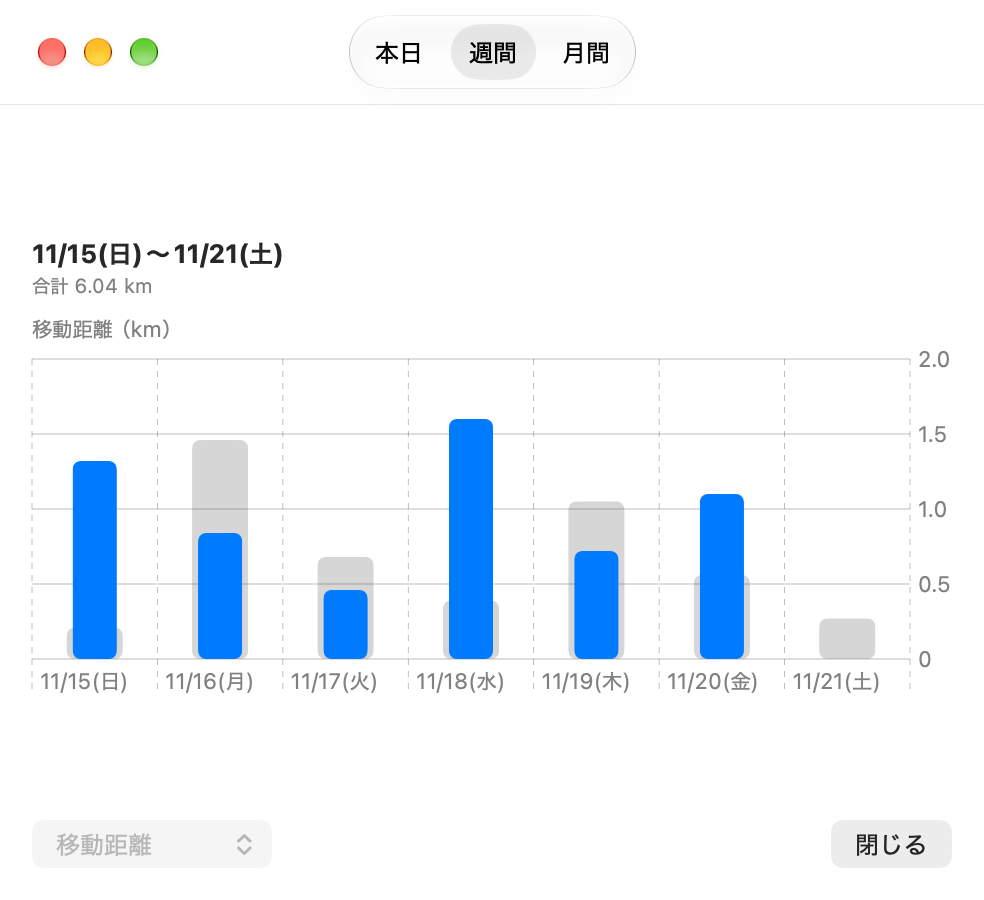 本日 週間 月間
11/15(日)～11/21(土)
合計 6.04 km
移動距離（km）
2.0
1.5
1.0
0.5
0
11/15(日) 11/16(月) 11/17(火) 11/18(水) 11/19(木) 11/20(金) 11/21(土)
移動距離 閉じる